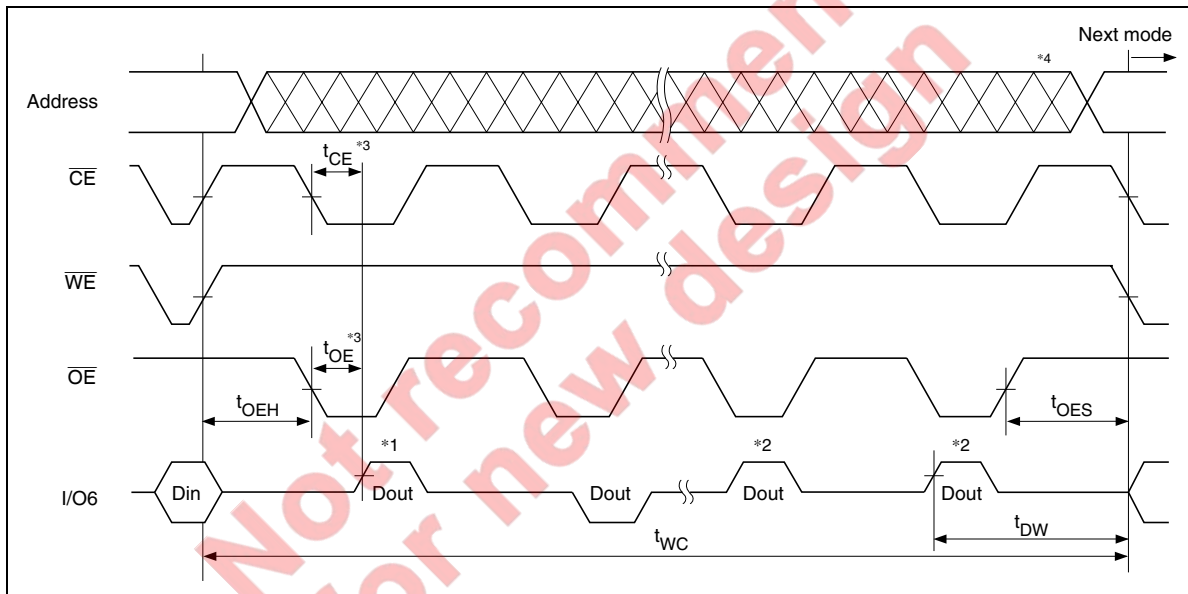 Next mode
*4
Address
tCE *3
CE
WE
tOE *3
OE
tOEH
tOES
*1
*2
*2
I/O6
Din
Dout
Dout
Dout
Dout
tDW
tWC
Not recommen
for new design